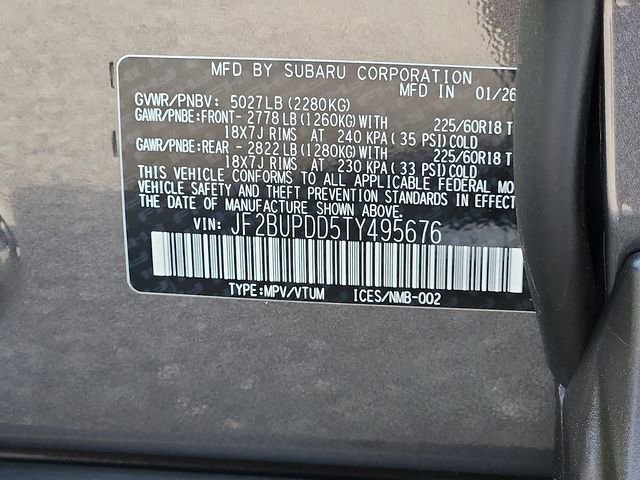 MFD BY SUBARU CORPORATION
MFD IN 01/26
GVWR/PNBV: 5027LB(2280KG)
GAWR/PNBE:FRONT- 2778LB(1260KG)WITH 225/60R18 T
18X7J RIMS AT 240 KPA( 35 PSI)COLD
GAWR/PNBE:REAR - 2822LB(1280KG)WITH 225/60R18 T
18X7J RIMS AT 230 KPA( 33 PSI)COLD
THIS VEHICLE CONFORMS TO ALL APPLICABLE FEDERAL MO
VEHICLE SAFETY AND THEFT PREVENTION STANDARDS IN EFFECT
THE DATE OF MANUFACTURE SHOWN ABOVE.
VIN: JF2BUPDD5TY495676
TYPE:MPV/VTUM ICES/NMB-002